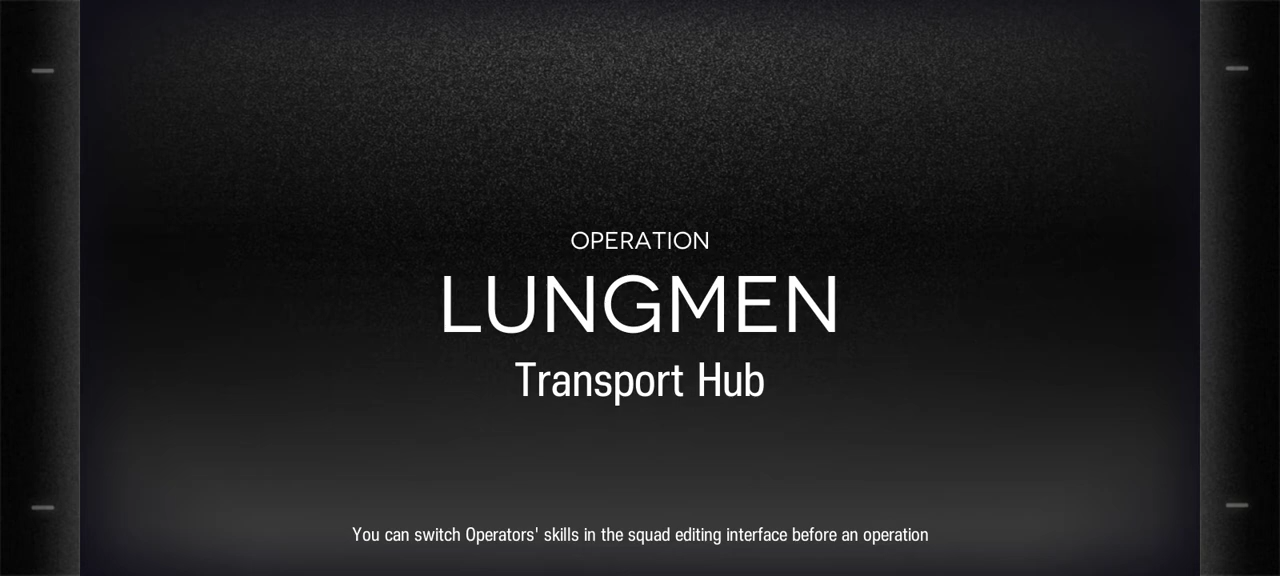 OPERATION
LUNGMEN
Transport Hub
You can switch Operators' skills in the squad editing interface before an operation